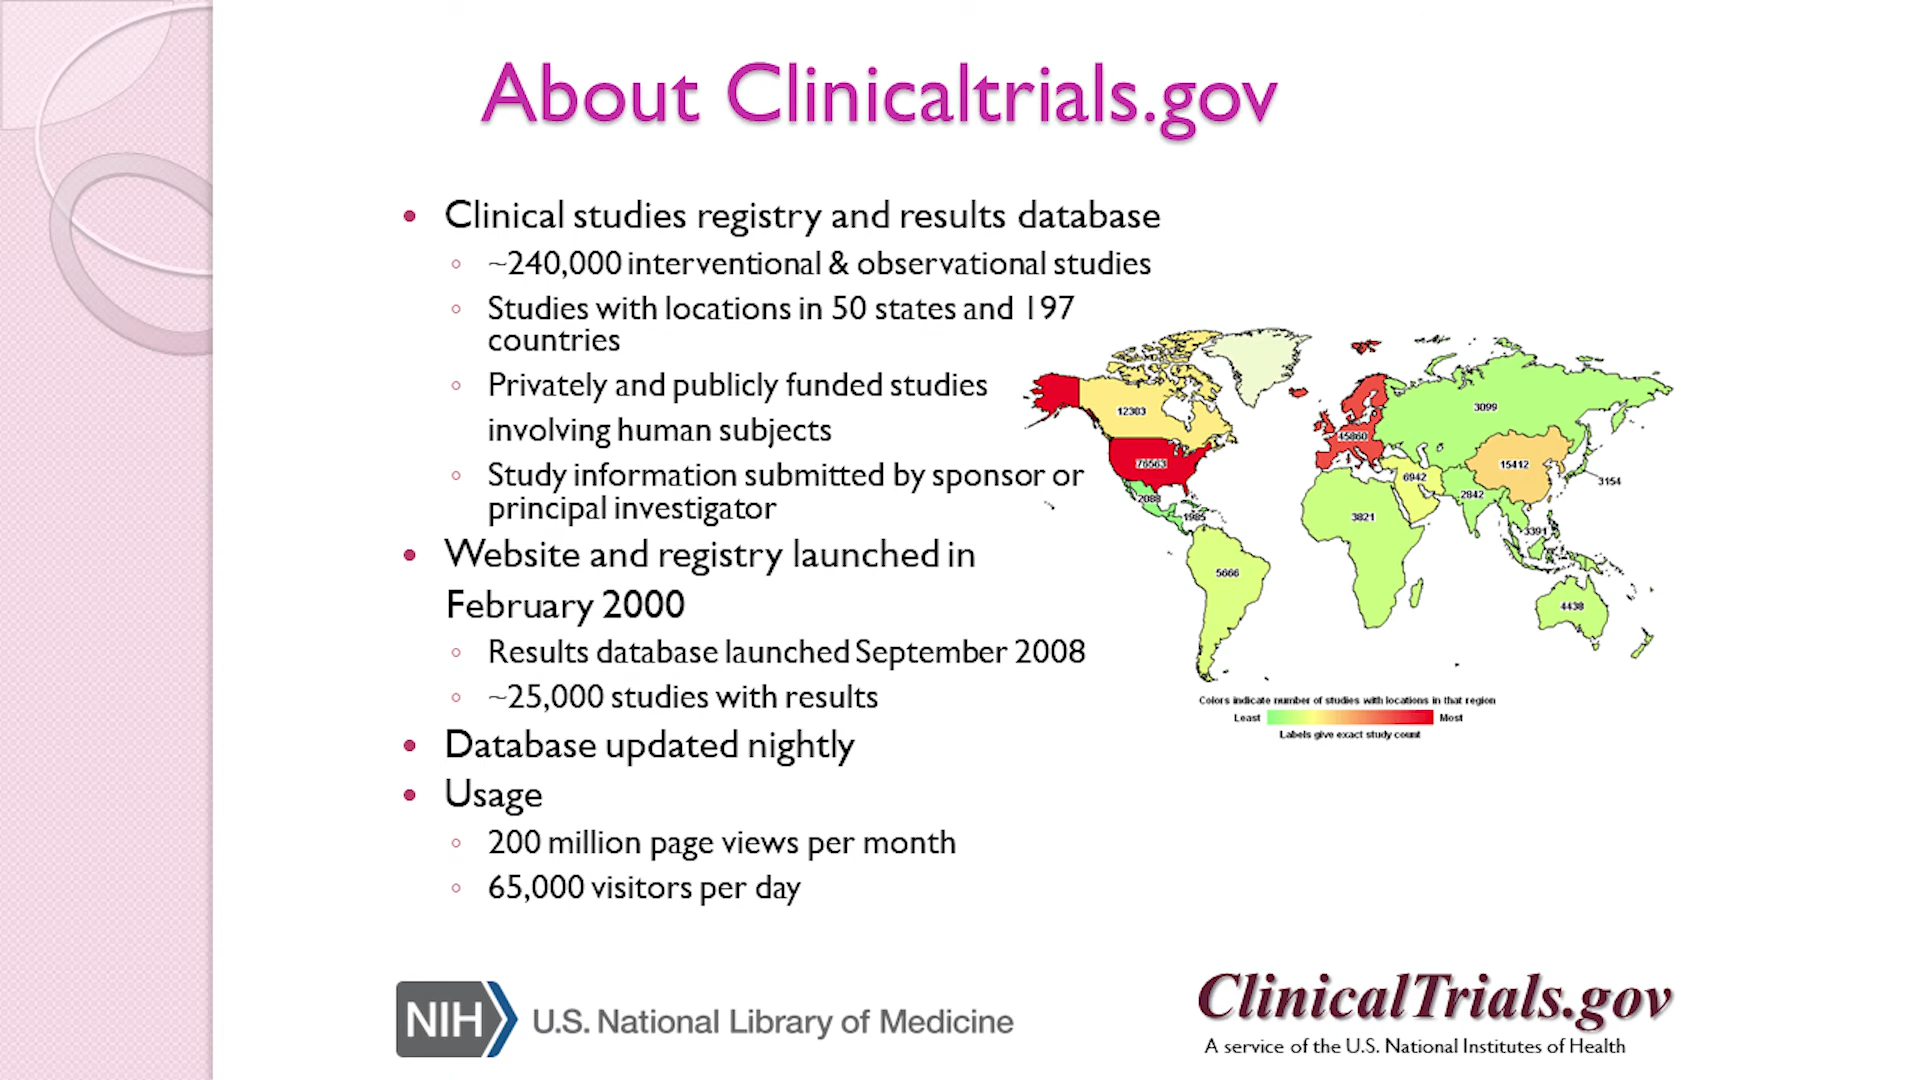 About Clinicaltrials.gov
• Clinical studies registry and results database
◦ ~240,000 interventional & observational studies
◦ Studies with locations in 50 states and 197
countries
◦ Privately and publicly funded studies
involving human subjects
◦ Study information submitted by sponsor or
principal investigator
• Website and registry launched in
February 2000
◦ Results database launched September 2008
◦ ~25,000 studies with results
• Database updated nightly
• Usage
◦ 200 million page views per month
◦ 65,000 visitors per day
12303
3099
45860
76563
15412
6942
3154
2088
2842
1985
3821
3391
5666
4438
Colors indicate number of studies with locations in that region
Least Most
Labels give exact study count
NIH U.S. National Library of Medicine
ClinicalTrials.gov
A service of the U.S. National Institutes of Health